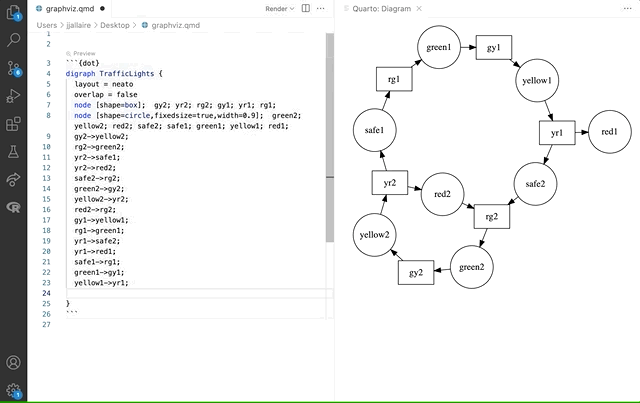 graphviz.qmd
Render
Users > jjallaire > Desktop > graphviz.qmd
1
2
Preview
3 ```{dot}
4 digraph TrafficLights {
5 layout = neato
6 overlap = false
7 node [shape=box];  gy2; yr2; rg2; gy1; yr1; rg1;
8 node [shape=circle,fixedsize=true,width=0.9];  green2;
yellow2; red2; safe2; safe1; green1; yellow1; red1;
9 gy2->yellow2;
10 rg2->green2;
11 yr2->safe1;
12 yr2->red2;
13 safe2->rg2;
14 green2->gy2;
15 yellow2->yr2;
16 red2->rg2;
17 gy1->yellow1;
18 rg1->green1;
19 yr1->safe2;
20 yr1->red1;
21 safe1->rg1;
22 green1->gy1;
23 yellow1->yr1;
24
25 }
26 ```
27
1
6
R
1
Quarto: Diagram
green1
gy1
rg1
yellow1
safe1
yr1
red1
yr2
red2
safe2
rg2
yellow2
gy2
green2